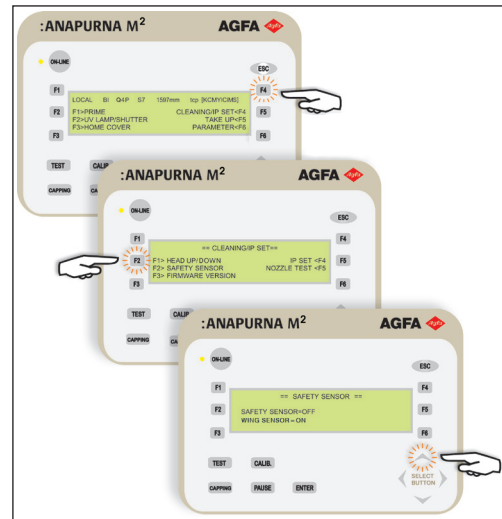 :ANAPURNA M² AGFA
ON-LINE ESC
F1 F4
LOCAL BI Q4P S7 1597mm tcp [KCMY|CIMS]
F2 F1>PRIME CLEANING/IP SET<F4 F5
F2>UV LAMP/SHUTTER TAKE UP<F5
F3 F3>HOME COVER PARAMETER<F6 F6
TEST CALIB.
CAPPING
:ANAPURNA M² AGFA
ON-LINE ESC
F1 F4
== CLEANING/IP SET==
F2 F1> HEAD UP/DOWN IP SET <F4 F5
F2> SAFETY SENSOR NOZZLE TEST <F5
F3 F3> FIRMWARE VERSION F6
TEST CALIB.
CAPPING
:ANAPURNA M² AGFA
ON-LINE ESC
F1 F4
== SAFETY SENSOR ==
F2 SAFETY SENSOR=OFF F5
WING SENSOR = ON
F3 F6
TEST CALIB. SELECT
CAPPING PAUSE ENTER BUTTON